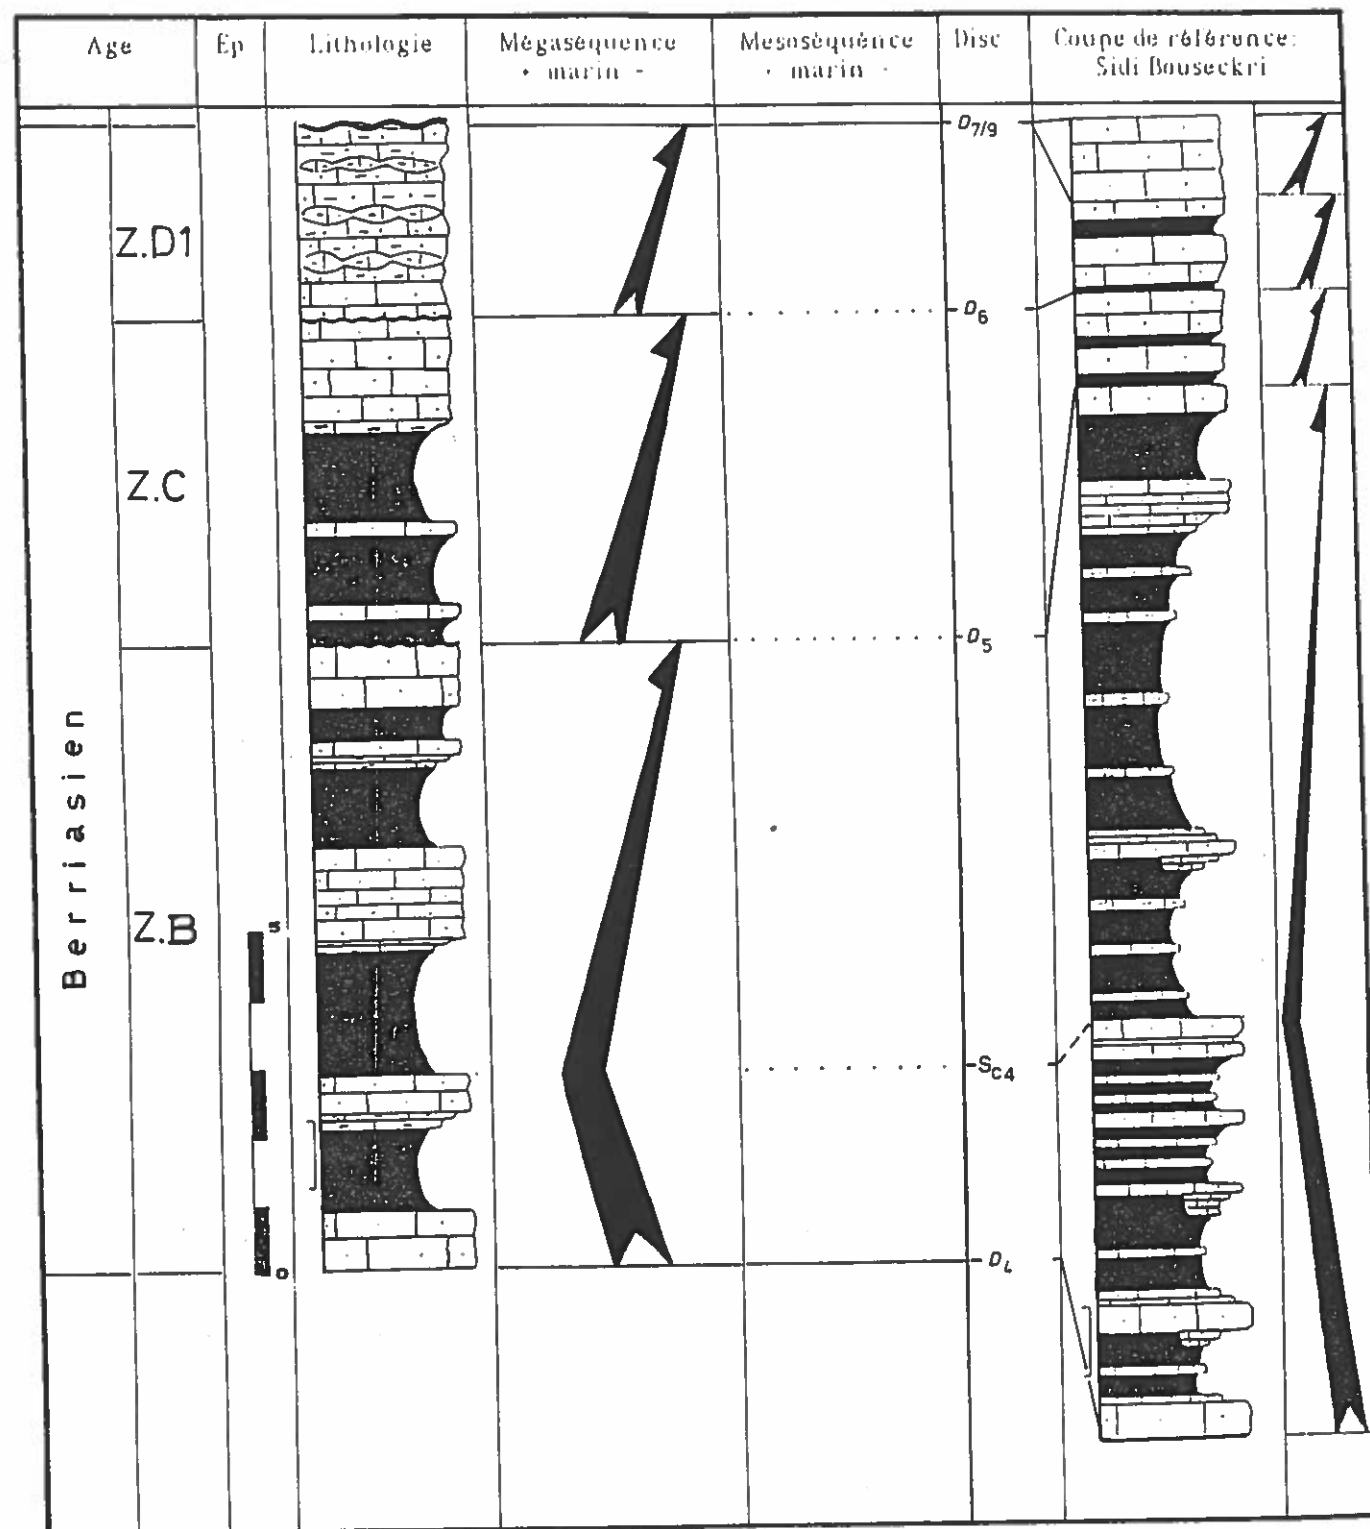 Age
Ep
Lithologie
Mégaséquence
+ marin -
Mesoséquence
· marin -
Disc
Coupe de référence:
Sidi Bouseckri
D7/9
Z.D1
D6
Z.C
D5
Berriasien
Z.B
5
Sc4
D4
0